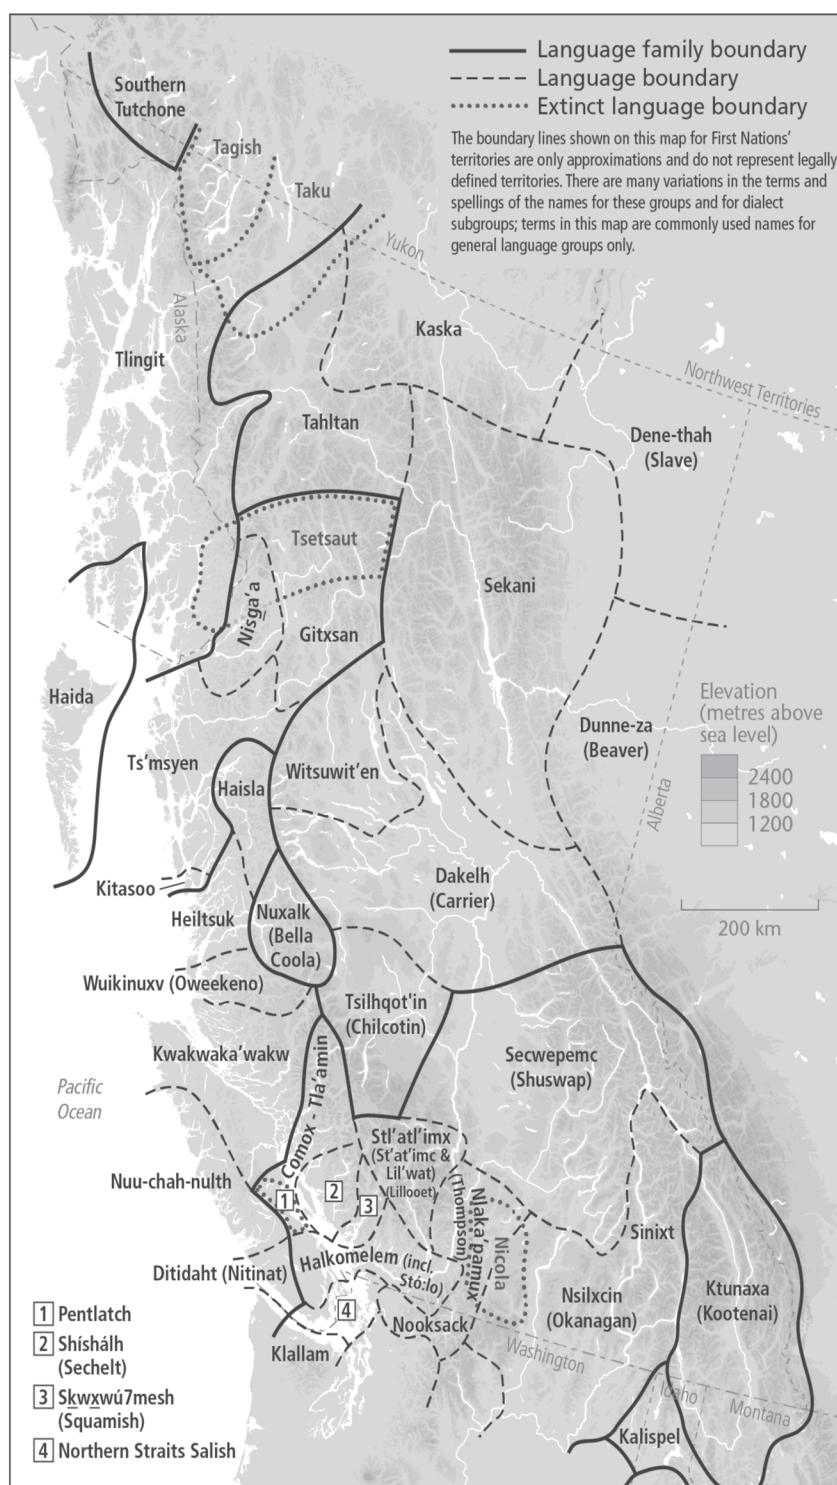 Language family boundary
Language boundary
Extinct language boundary
The boundary lines shown on this map for First Nations'
territories are only approximations and do not represent legally
defined territories. There are many variations in the terms and
spellings of the names for these groups and for dialect
subgroups; terms in this map are commonly used names for
general language groups only.
Southern
Tutchone
Tagish
Taku
Yukon
Alaska
Kaska
Tlingit
Northwest Territories
Tahltan
Dene-thah
(Slave)
Tsetsaut
Sekani
Nisg̲a'a
Gitxsan
Haida
Elevation
(metres above
sea level)
2400
1800
1200
Dunne-za
(Beaver)
Ts'msyen
Haisla
Witsuwit'en
Alberta
Kitasoo
Dakelh
(Carrier)
200 km
Heiltsuk
Nuxalk
(Bella
Coola)
Wuikinuxv (Oweekeno)
Tsilhqot'in
(Chilcotin)
Kwakwaka'wakw
Comox - Tla'amin
Secwepemc
(Shuswap)
Pacific
Ocean
Stl'atl'imx
(St'at'imc &
Lil'wat)
(Lillooet)
Nuu-chah-nulth
1
2
3
Nlaka'pamux
(Thompson)
Nicola
Sinixt
Ditidaht (Nitinat)
Halkomelem (incl.
Stó:lo)
4
Nsilxcin
(Okanagan)
Ktunaxa
(Kootenai)
Nooksack
Klallam
Washington
Idaho
Montana
Kalispel
1 Pentlatch
2 Shíshálh
(Sechelt)
3 Sk̲wx̲wú7mesh
(Squamish)
4 Northern Straits Salish